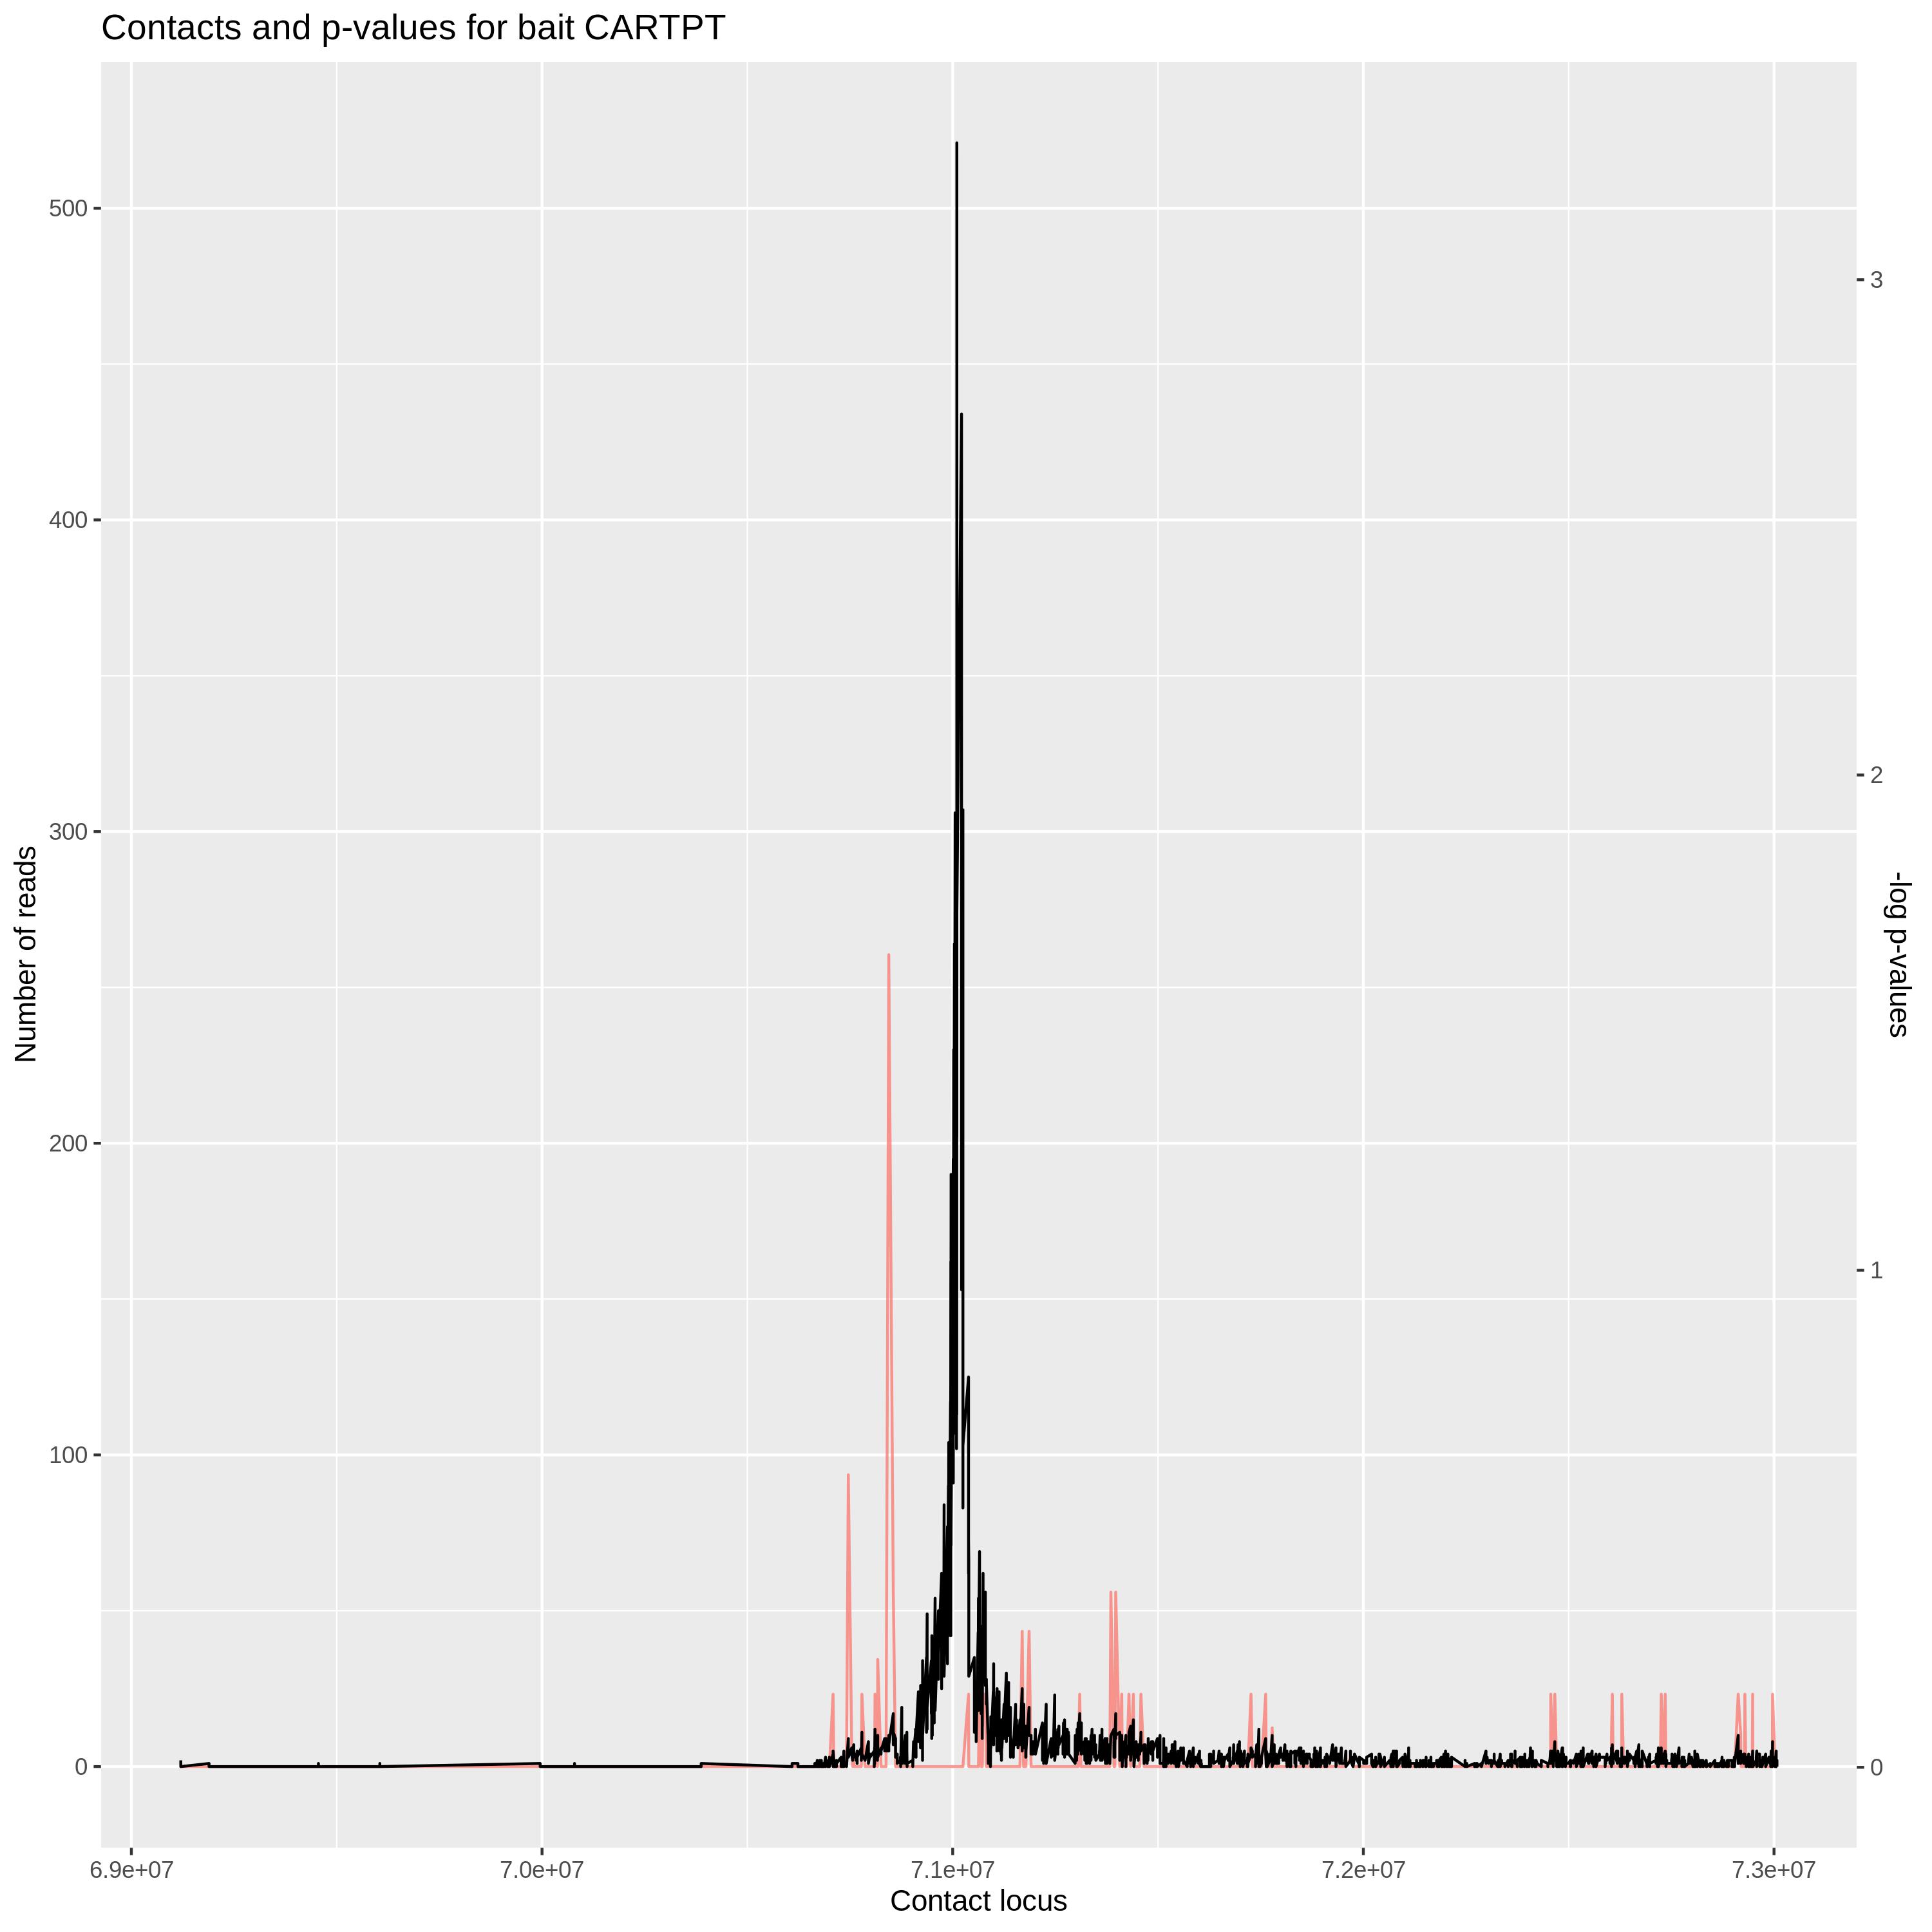 Contacts and p-values for bait CARTPT
Number of reads
500
400
300
200
100
0
3
2
1
0
-log p-values
6.9e+07
7.0e+07
7.1e+07
7.2e+07
7.3e+07
Contact locus